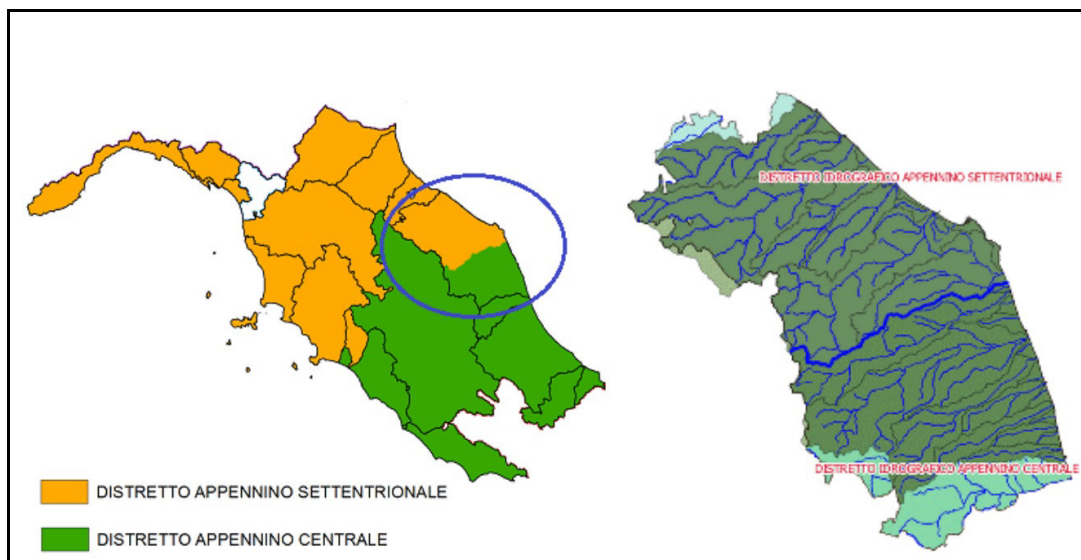 DISTRETTO IDROGRAFICO APPENNINO SETTENTRIONALE
DISTRETTO IDROGRAFICO APPENNINO CENTRALE
DISTRETTO APPENNINO SETTENTRIONALE
DISTRETTO APPENNINO CENTRALE